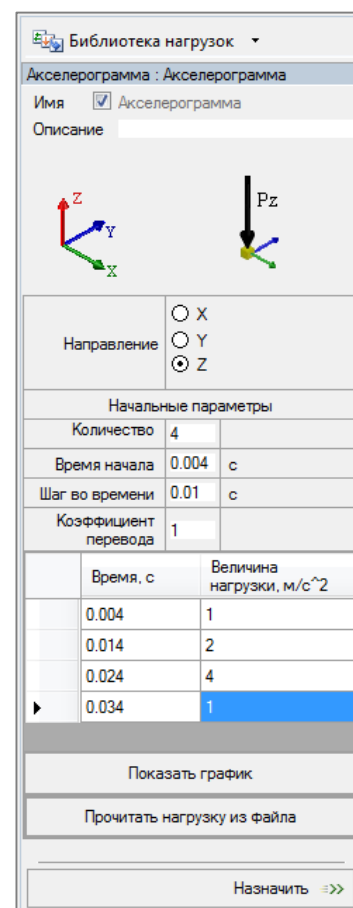 Библиотека нагрузок
Акселерограмма : Акселерограмма
Имя Акселерограмма
Описание
Z
Y
X
Pz
Направление
X
Y
Z
Начальные параметры
Количество 4
Время начала 0.004 с
Шаг во времени 0.01 с
Коэффициент
перевода 1
Время, с Величина
нагрузки, м/с^2
0.004 1
0.014 2
0.024 4
0.034 1
Показать график
Прочитать нагрузку из файла
Назначить